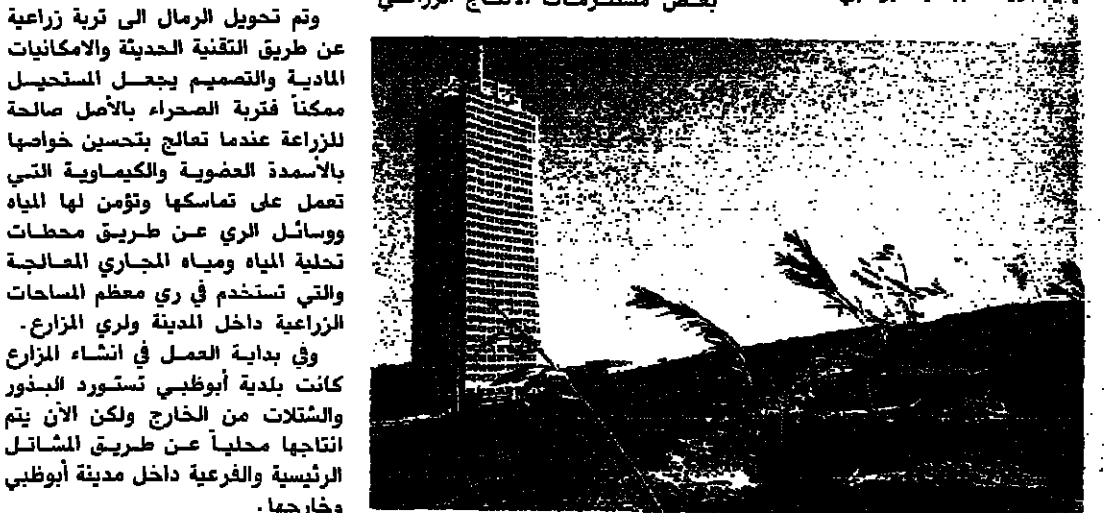 بعض مستلزمات الانتاج الزراعي
وتم تحويل الرمال الى تربة زراعية
عن طريق التقنية الحديثة والامكانيات
المادية والتصميم يجعل المستحيل
ممكناً فتربة الصحراء بالأصل صالحة
للزراعة عندما تعالج بتحسين خواصها
بالأسمدة العضوية والكيماوية التي
تعمل على تماسكها وتؤمن لها المياه
ووسائل الري عن طريق محطات
تحلية المياه ومياه المجاري المعالجة
والتي تستخدم في ري معظم المساحات
الزراعية داخل المدينة ولري المزارع.
وفي بداية العمل في انشاء المزارع
كانت بلدية أبوظبي تستورد البذور
والشتلات من الخارج ولكن الآن يتم
انتاجها محلياً عن طريق المشاتل
الرئيسية والفرعية داخل مدينة أبوظبي
وخارجها.